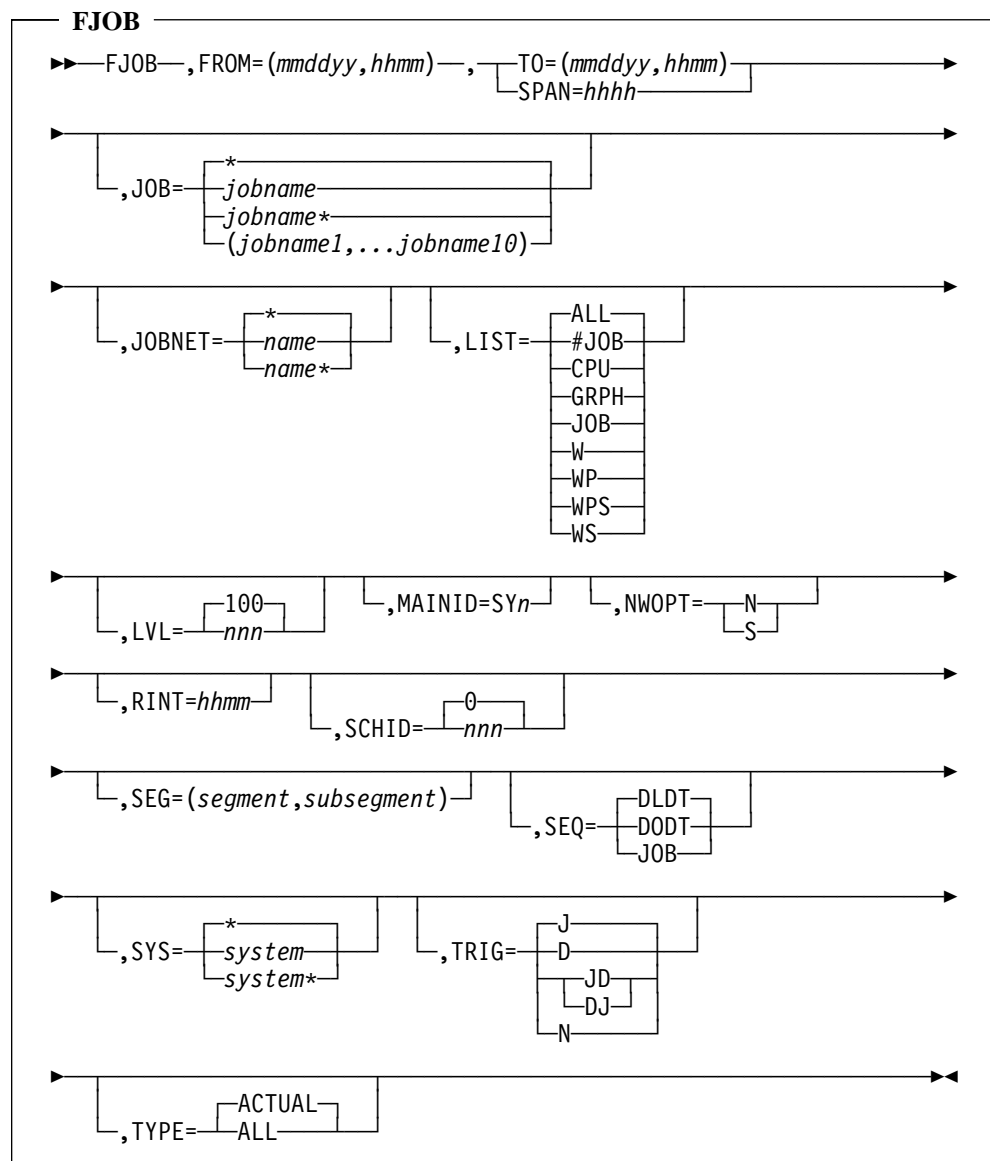 FJOB
FJOB ,FROM=(mmddyy,hhmm) , TO=(mmddyy,hhmm)
SPAN=hhhh
*
,JOB= jobname
jobname*
(jobname1,...jobname10)
* ALL
,JOBNET= name ,LIST= #JOB
name* CPU
GRPH
JOB
W
WP
WPS
WS
100 ,MAINID=SYn ,NWOPT= N
,LVL= nnn S
,RINT=hhmm 0
,SCHID= nnn
,SEG=(segment,subsegment) DLDT
,SEQ= DODT
JOB
* J
,SYS= system ,TRIG= D
system* JD
DJ
N
ACTUAL
,TYPE= ALL